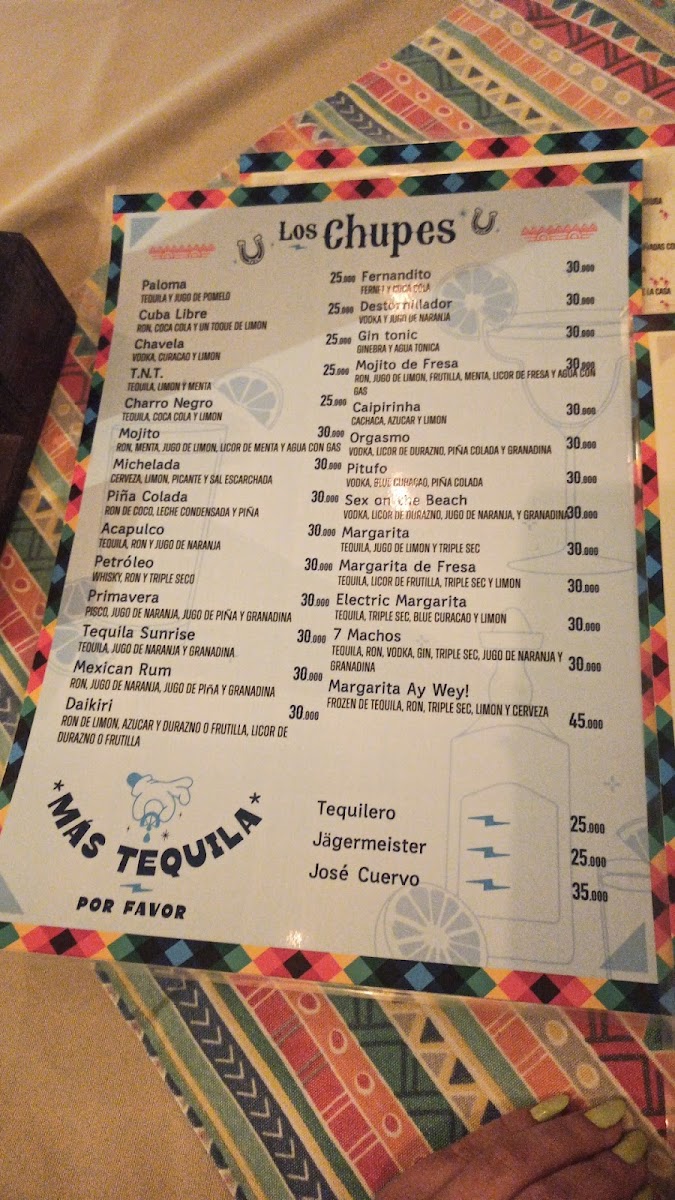 Los Chupes
Paloma 25.000
TEQUILA Y JUGO DE POMELO
Cuba Libre 25.000
RON, COCA COLA Y UN TOQUE DE LIMON
Chavela 25.000
VODKA, CURACAO Y LIMON
T.N.T. 25.000
TEQUILA, LIMON Y MENTA
Charro Negro 25.000
TEQUILA, COCA COLA Y LIMON
Mojito 30.000
RON, MENTA, JUGO DE LIMON, LICOR DE MENTA Y AGUA CON GAS
Michelada 30.000
CERVEZA, LIMON, PICANTE Y SAL ESCARCHADA
Piña Colada 30.000
RON DE COCO, LECHE CONDENSADA Y PIÑA
Acapulco 30.000
TEQUILA, RON Y JUGO DE NARANJA
Petróleo 30.000
WHISKY, RON Y TRIPLE SECO
Primavera 30.000
PISCO, JUGO DE NARANJA, JUGO DE PIÑA Y GRANADINA
Tequila Sunrise 30.000
TEQUILA, JUGO DE NARANJA Y GRANADINA
Mexican Rum 30.000
RON, JUGO DE NARANJA, JUGO DE PIñA Y GRANADINA
Daikiri 30.000
RON DE LIMON, AZUCAR Y DURAZNO O FRUTILLA, LICOR DE
DURAZNO O FRUTILLA
Fernandito 30.000
FERNET Y COCA COLA
Destornillador 30.000
VODKA Y JUGO DE NARANJA
Gin tonic 30.000
GINEBRA Y AGUA TONICA
Mojito de Fresa 30.000
RON, JUGO DE LIMON, FRUTILLA, MENTA, LICOR DE FRESA Y AGUA CON
GAS
Caipirinha 30.000
CACHACA, AZUCAR Y LIMON
Orgasmo 30.000
VODKA, LICOR DE DURAZNO, PIÑA COLADA Y GRANADINA
Pitufo 30.000
VODKA, BLUE CURACAO, PIÑA COLADA
Sex on the Beach 30.000
VODKA, LICOR DE DURAZNO, JUGO DE NARANJA, Y GRANADINA
Margarita 30.000
TEQUILA, JUGO DE LIMON Y TRIPLE SEC
Margarita de Fresa 30.000
TEQUILA, LICOR DE FRUTILLA, TRIPLE SEC Y LIMON
Electric Margarita 30.000
TEQUILA, TRIPLE SEC, BLUE CURACAO Y LIMON
7 Machos 30.000
TEQUILA, RON, VODKA, GIN, TRIPLE SEC, JUGO DE NARANJA Y
GRANADINA
Margarita Ay Wey! 45.000
FROZEN DE TEQUILA, RON, TRIPLE SEC, LIMON Y CERVEZA
*MÁS TEQUILA*
POR FAVOR
Tequilero 25.000
Jägermeister 25.000
José Cuervo 35.000
LA CASA